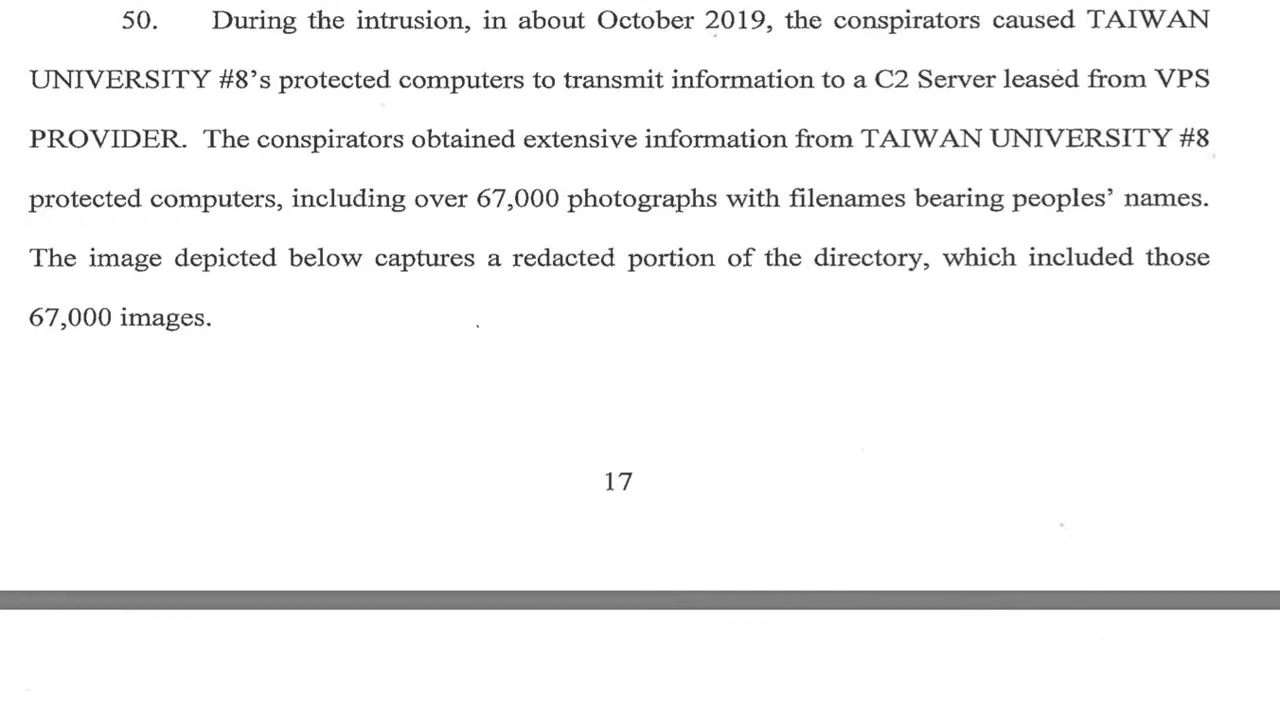 50. During the intrusion, in about October 2019, the conspirators caused TAIWAN
UNIVERSITY #8’s protected computers to transmit information to a C2 Server leased from VPS
PROVIDER. The conspirators obtained extensive information from TAIWAN UNIVERSITY #8
protected computers, including over 67,000 photographs with filenames bearing peoples’ names.
The image depicted below captures a redacted portion of the directory, which included those
67,000 images.
17